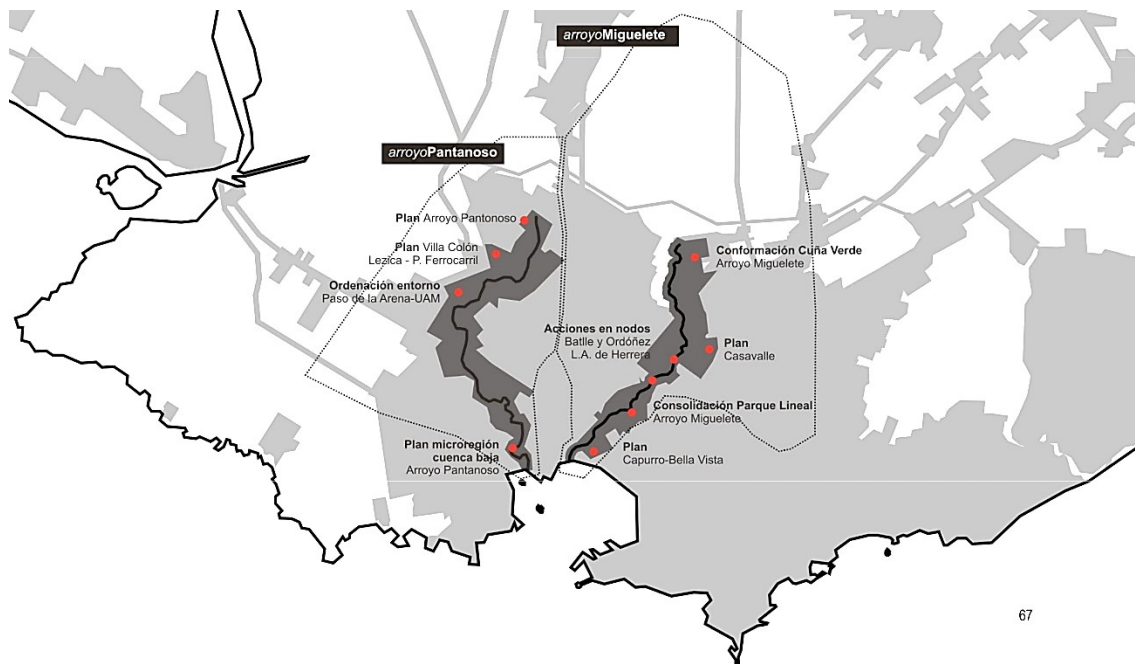 arroyoMiguelete
arroyoPantanoso
Plan Arroyo Pantonoso
Plan Villa Colón
Lezica - P. Ferrocarril
Ordenación entorno
Paso de la Arena-UAM
Plan microregión
cuenca baja
Arroyo Pantanoso
Conformación Cuña Verde
Arroyo Miguelete
Acciones en nodos
Batlle y Ordóñez
L.A. de Herrera
Plan
Casavalle
Consolidación Parque Lineal
Arroyo Miguelete
Plan
Capurro-Bella Vista
67